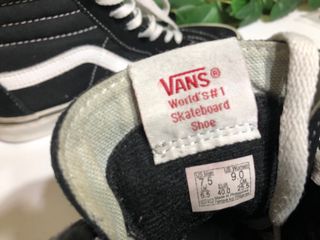 VANS
World's #1
Skateboard
Shoe
US Men US Women
7.5 9.0